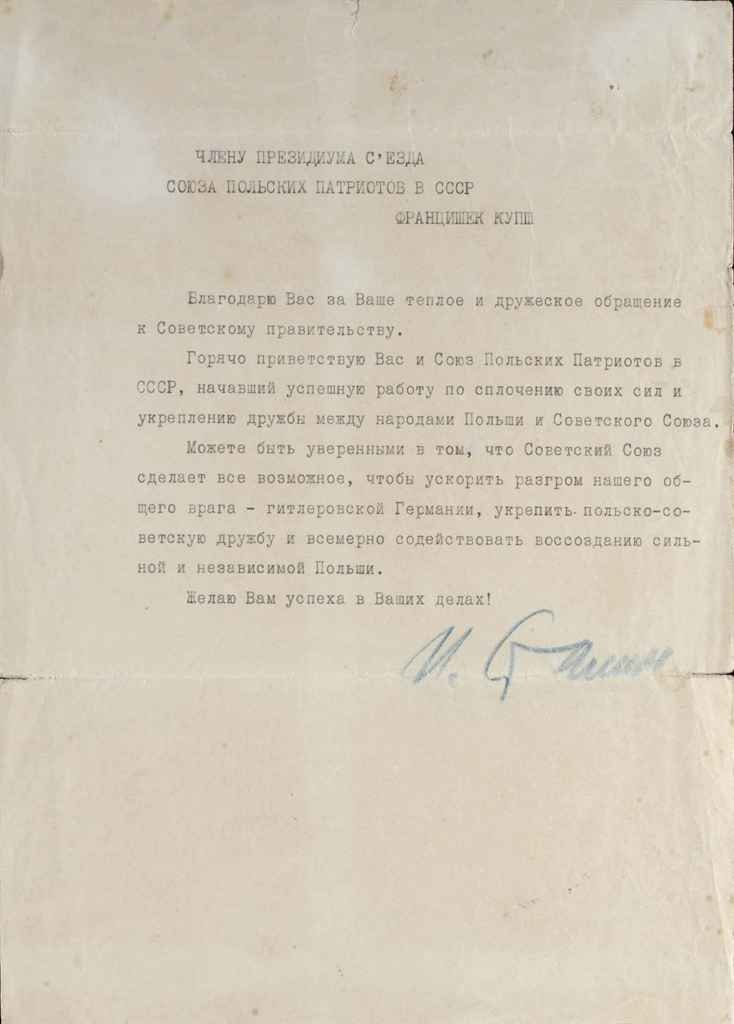 ЧЛЕНУ ПРЕЗИДИУМА С'ЕЗДА
СОЮЗА ПОЛЬСКИХ ПАТРИОТОВ В СССР
ФРАНЦИШЕК КУПШ
Благодарю Вас за Ваше теплое и дружеское обращение
к Советскому правительству.
Горячо приветствую Вас и Союз Польских Патриотов в
СССР, начавший успешную работу по сплочению своих сил и
укреплению дружбы между народами Польши и Советского Союза.
Можете быть уверенными в том, что Советский Союз
сделает все возможное, чтобы ускорить разгром нашего об-
щего врага - гитлеровской Германии, укрепить польско-со-
ветскую дружбу и всемерно содействовать воссозданию силь-
ной и независимой Польши.
Желаю Вам успеха в Ваших делах!
И. Сталин